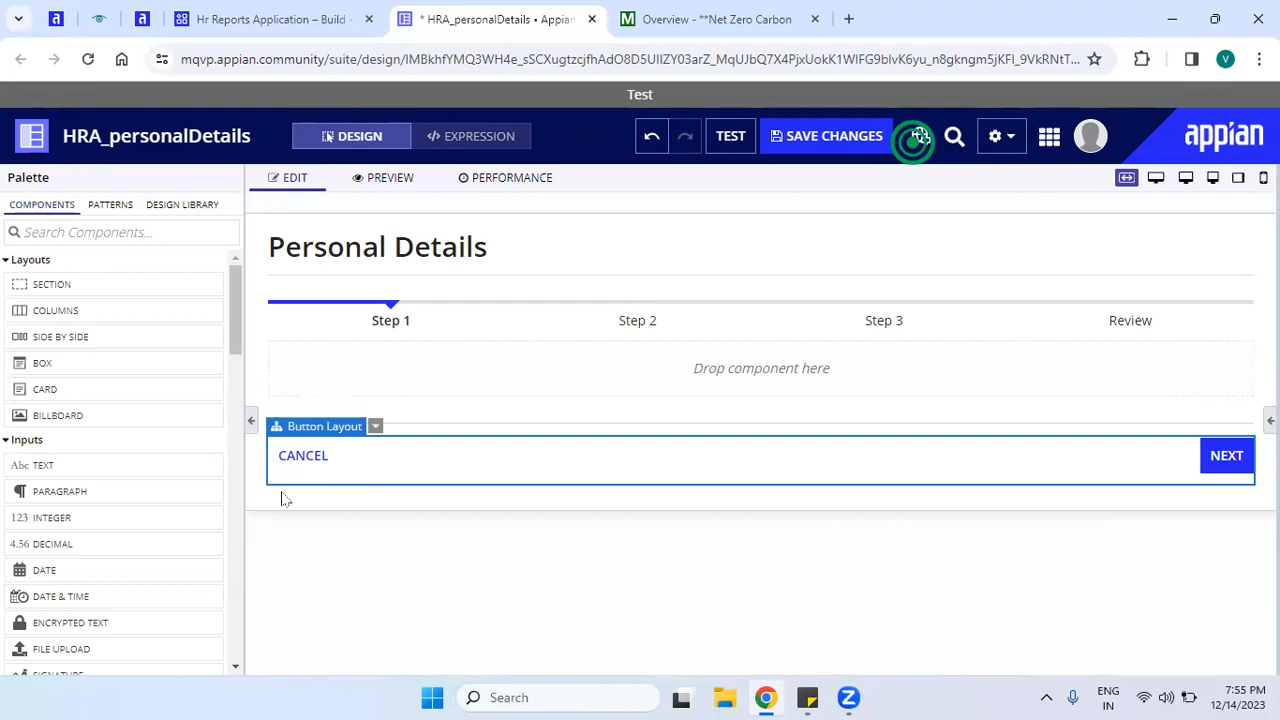 Hr Reports Application – Build -
* HRA_personalDetails • Appian
Overview - **Net Zero Carbon
mqvp.appian.community/suite/design/
Test
HRA_personalDetails
DESIGN
EXPRESSION
TEST
SAVE CHANGES
appian
Palette
EDIT
PREVIEW
PERFORMANCE
COMPONENTS
PATTERNS
DESIGN LIBRARY
Search Components...
Layouts
SECTION
COLUMNS
SIDE BY SIDE
BOX
CARD
BILLBOARD
Inputs
Abc TEXT
PARAGRAPH
123 INTEGER
4.56 DECIMAL
DATE
DATE & TIME
ENCRYPTED TEXT
FILE UPLOAD
Personal Details
Step 1
Step 2
Step 3
Review
Drop component here
Button Layout
CANCEL
NEXT
Search
ENG
IN
7:55 PM
12/14/2023
V